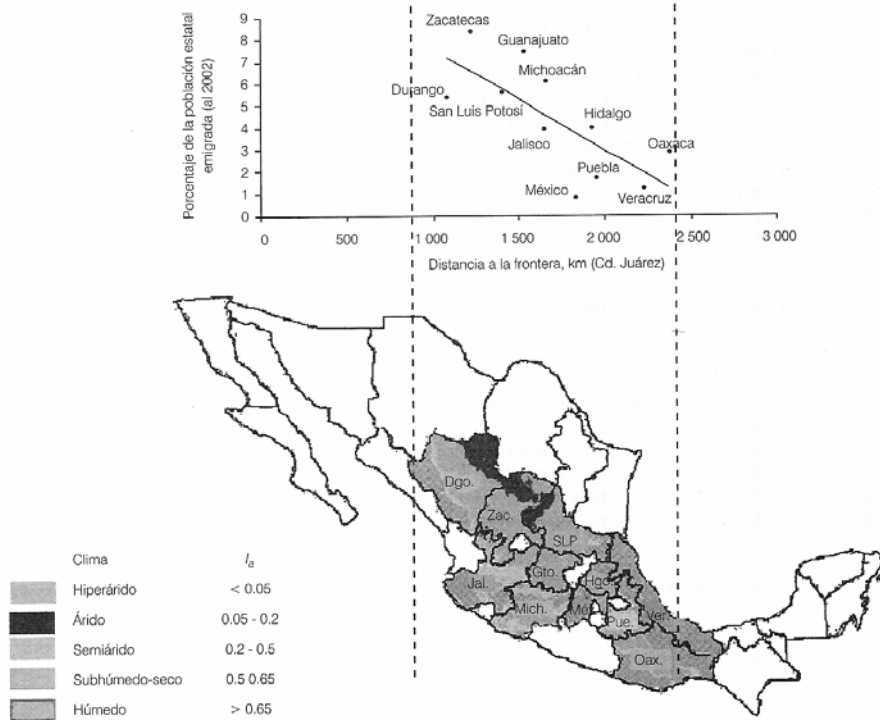 Porcentaje de la población estatal
emigrada (al 2002)
9
8
7
6
5
4
3
2
1
0
Zacatecas
Guanajuato
Michoacán
Durango
San Luis Potosí
Hidalgo
Jalisco
Oaxaca
Puebla
México
Veracruz
0 500 1 000 1 500 2 000 2 500 3 000
Distancia a la frontera, km (Cd. Juárez)
Dgo.
Zac.
SLP
Jal.
Gto.
Hgo.
Mich.
Méx.
Pue.
Ver.
Oax.
Clima Ia
Hiperárido < 0.05
Árido 0.05 - 0.2
Semiárido 0.2 - 0.5
Subhúmedo-seco 0.5 0.65
Húmedo > 0.65